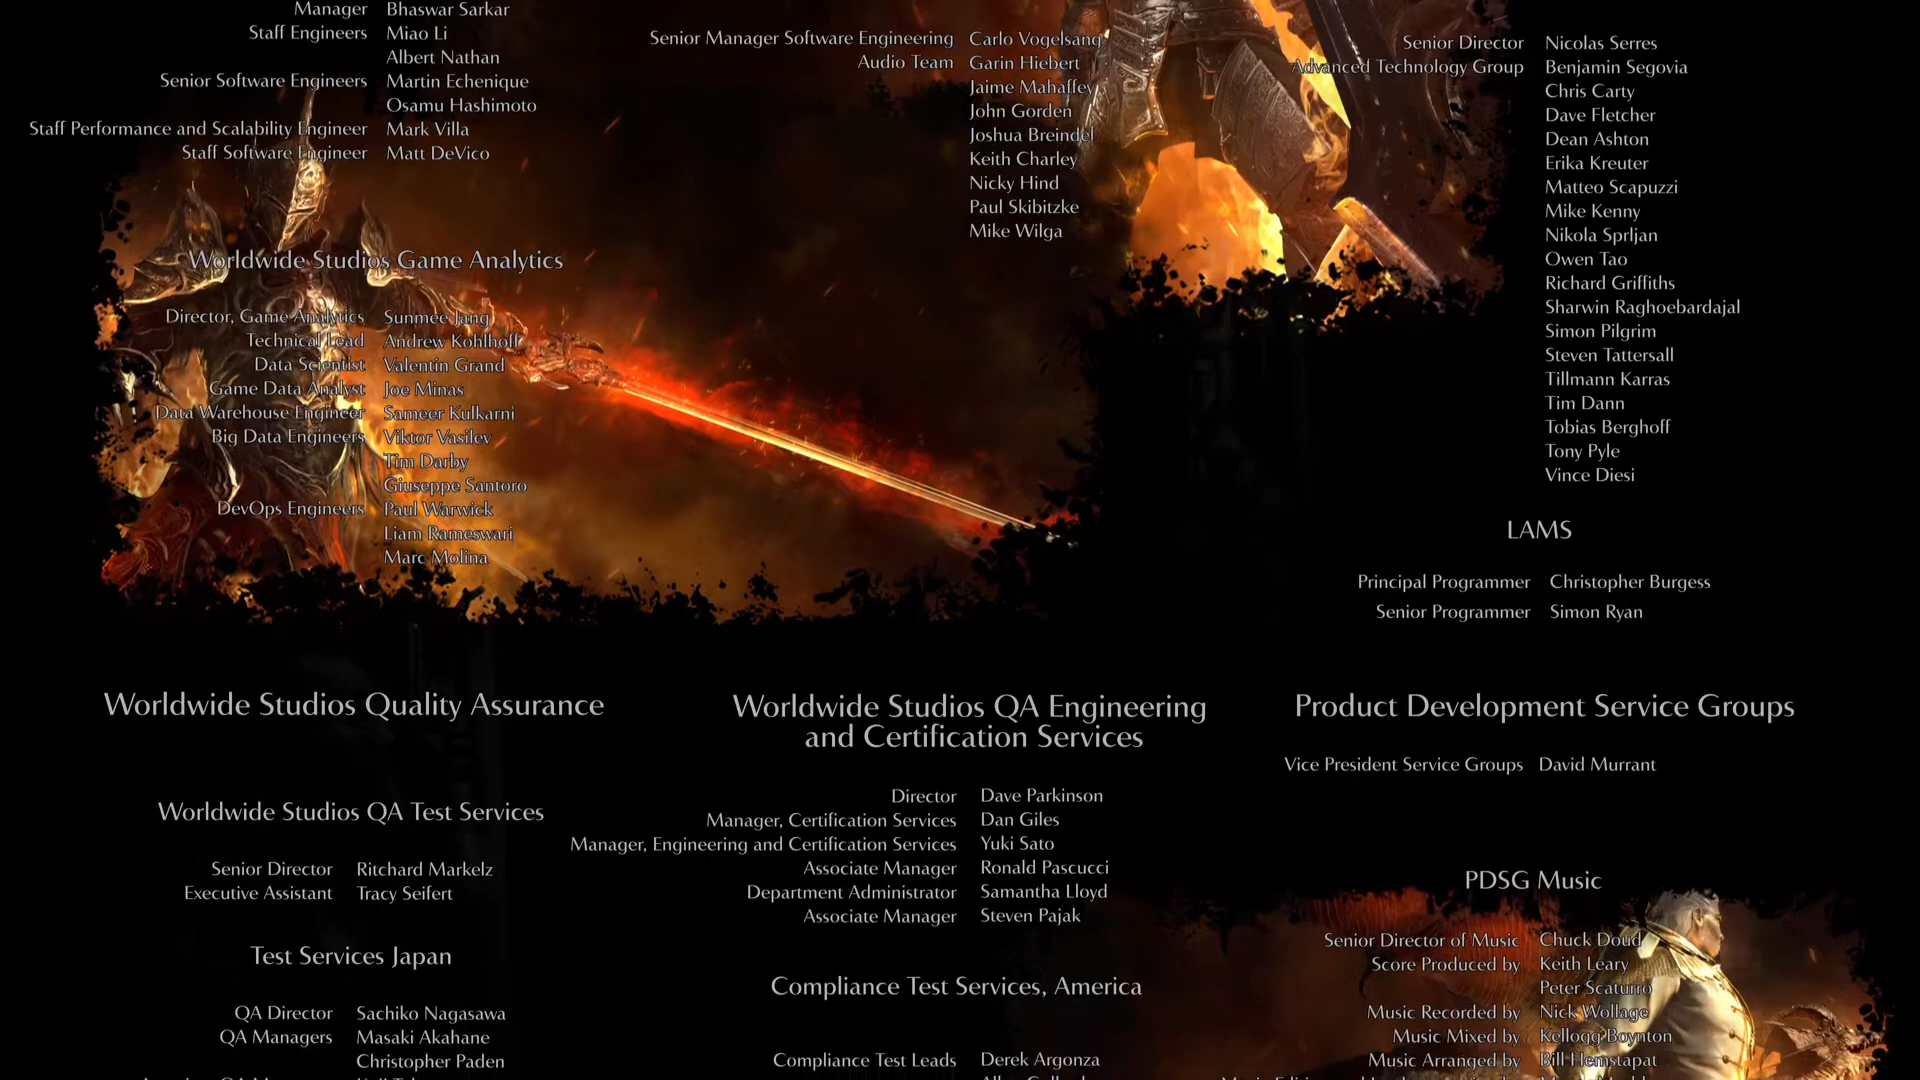 Manager Bhaswar Sarkar
Staff Engineers Miao Li
Albert Nathan
Senior Software Engineers Martin Echenique
Osamu Hashimoto
Staff Performance and Scalability Engineer Mark Villa
Staff Software Engineer Matt DeVico
Worldwide Studios Game Analytics
Director, Game Analytics Sunmee Jang
Technical Lead Andrew Kohlhoff
Data Scientist Valentin Grand
Game Data Analyst Joe Minas
Data Warehouse Engineer Sameer Kulkarni
Big Data Engineers Viktor Vasilev
Tim Darby
Giuseppe Santoro
DevOps Engineers Paul Warwick
Liam Rameswari
Marc Molina
Senior Manager Software Engineering Carlo Vogelsang
Audio Team Garin Hiebert
Jaime Mahaffey
John Gorden
Joshua Breindel
Keith Charley
Nicky Hind
Paul Skibitzke
Mike Wilga
Senior Director Nicolas Serres
Advanced Technology Group Benjamin Segovia
Chris Carty
Dave Fletcher
Dean Ashton
Erika Kreuter
Matteo Scapuzzi
Mike Kenny
Nikola Sprljan
Owen Tao
Richard Griffiths
Sharwin Raghoebardajal
Simon Pilgrim
Steven Tattersall
Tillmann Karras
Tim Dann
Tobias Berghoff
Tony Pyle
Vince Diesi
LAMS
Principal Programmer Christopher Burgess
Senior Programmer Simon Ryan
Worldwide Studios Quality Assurance
Worldwide Studios QA Test Services
Senior Director Ritchard Markelz
Executive Assistant Tracy Seifert
Test Services Japan
QA Director Sachiko Nagasawa
QA Managers Masaki Akahane
Christopher Paden
Worldwide Studios QA Engineering
and Certification Services
Director Dave Parkinson
Manager, Certification Services Dan Giles
Manager, Engineering and Certification Services Yuki Sato
Associate Manager Ronald Pascucci
Department Administrator Samantha Lloyd
Associate Manager Steven Pajak
Compliance Test Services, America
Compliance Test Leads Derek Argonza
Product Development Service Groups
Vice President Service Groups David Murrant
PDSG Music
Senior Director of Music Chuck Doud
Score Produced by Keith Leary
Peter Scaturro
Music Recorded by Nick Wollage
Music Mixed by Kellogg Boynton
Music Arranged by Bill Hemstapat